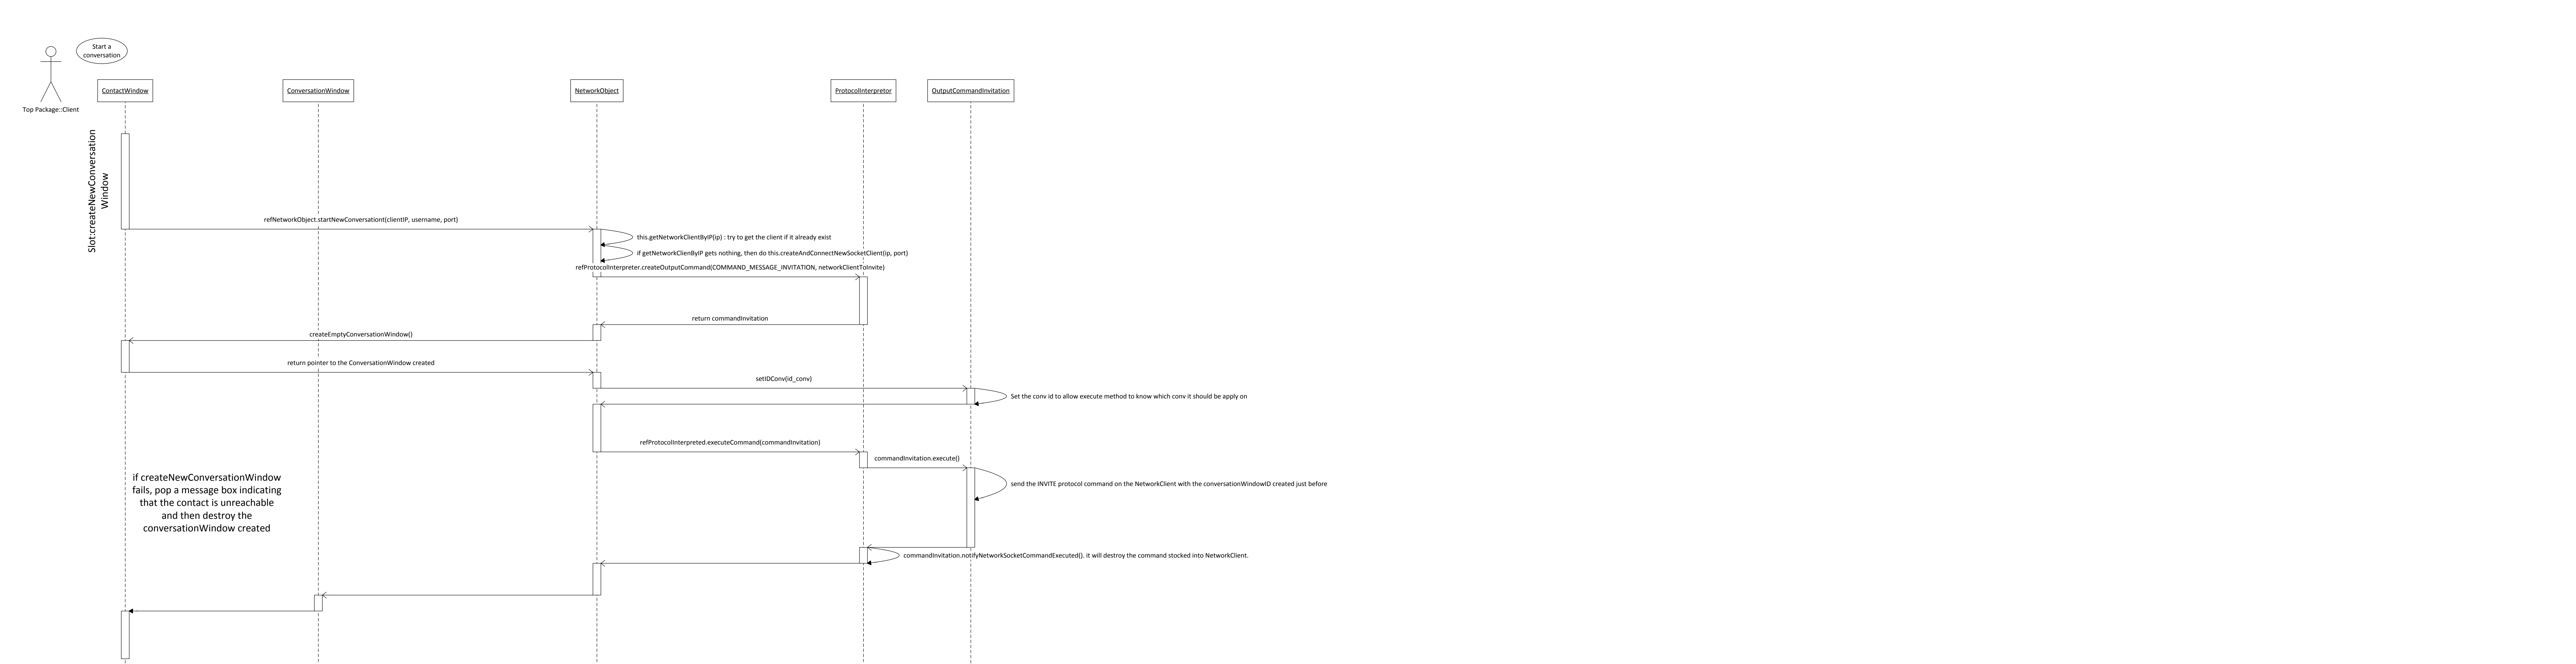 Start a
conversation
Top Package::Client
ContactWindow
ConversationWindow
NetworkObject
ProtocolInterpretor
OutputCommandInvitation
Slot:createNewConversation
Window
refNetworkObject.startNewConversationt(clientIP, username, port)
this.getNetworkClientByIP(ip) : try to get the client if it already exist
if getNetworkClienByIP gets nothing, then do this.createAndConnectNewSocketClient(ip, port)
refProtocolInterpreter.createOutputCommand(COMMAND_MESSAGE_INVITATION, networkClientToInvite)
return commandInvitation
createEmptyConversationWindow()
return pointer to the ConversationWindow created
setIDConv(id_conv)
Set the conv id to allow execute method to know which conv it should be apply on
refProtocolInterpreted.executeCommand(commandInvitation)
commandInvitation.execute()
if createNewConversationWindow
fails, pop a message box indicating
that the contact is unreachable
and then destroy the
conversationWindow created
send the INVITE protocol command on the NetworkClient with the conversationWindowID created just before
commandInvitation.notifyNetworkSocketCommandExecuted(). it will destroy the command stocked into NetworkClient.